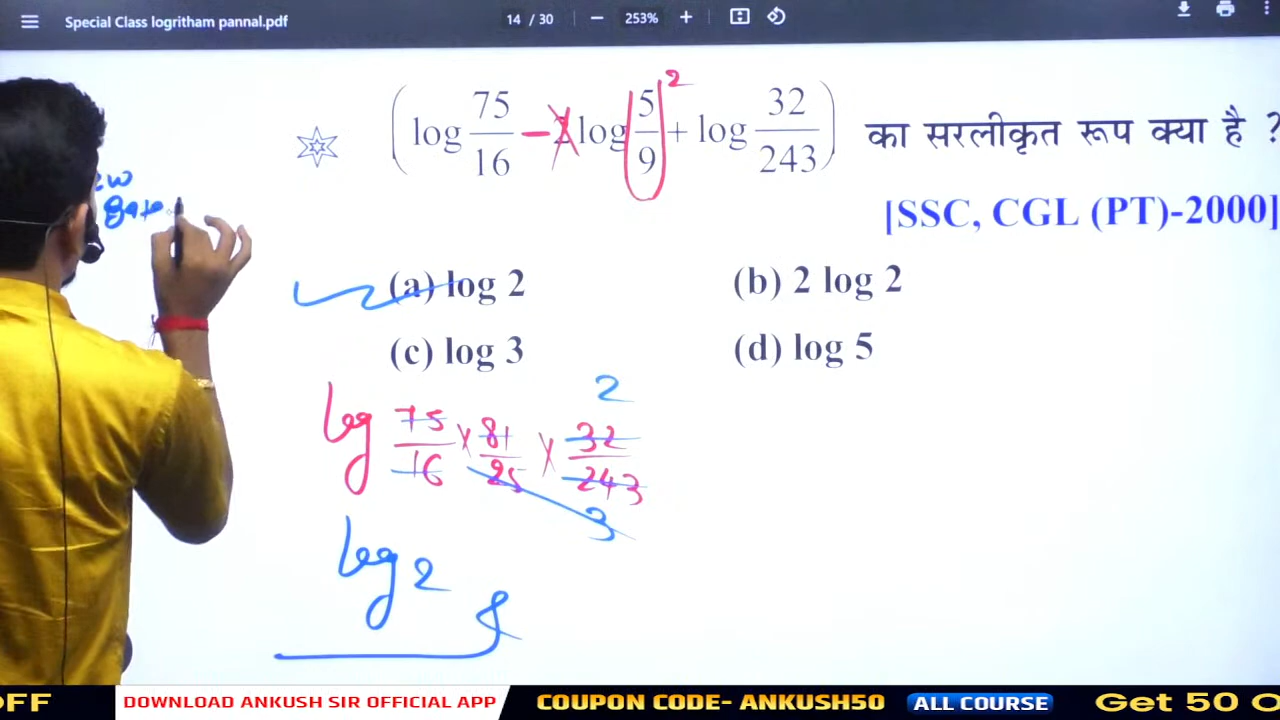 Special Class logritham pannal.pdf 14 / 30 − 253% +
(log 75/16 − 2 log (5/9)² + log 32/243) का सरलीकृत रूप क्या है ?
[SSC, CGL (PT)-2000]
(a) log 2 (b) 2 log 2
(c) log 3 (d) log 5
2
log 75/16 × 81/25 × 32/243
3
log 2
OFF DOWNLOAD ANKUSH SIR OFFICIAL APP COUPON CODE- ANKUSH50 ALL COURSE Get 50 O